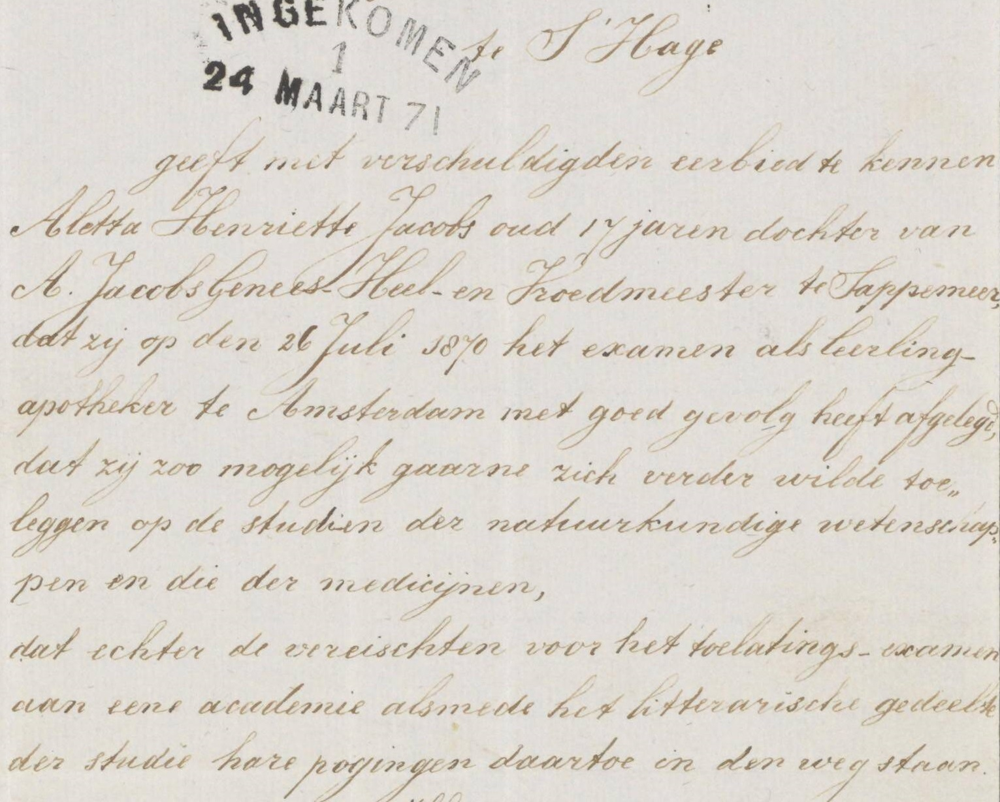 INGEKOMEN
1
24 MAART 71
te S'Hage
geeft met verschuldigden eerbied te kennen
Aletta Henriette Jacobs oud 17 jaren dochter van
A. Jacobs Genees- Heel- en Vroedmeester te Sappemeer,
dat zij op den 26 Juli 1870 het examen als leerling-
apotheker te Amsterdam met goed gevolg heeft afgelegd,
dat zij zoo mogelijk gaarne zich verder wilde toe„
leggen op de studien der natuurkundige wetenschap„
pen en die der medicijnen,
dat echter de vereischten voor het toelatings-examen
aan eene academie alsmede het litterarische gedeelte
der studie hare pogingen daartoe in den weg staan.